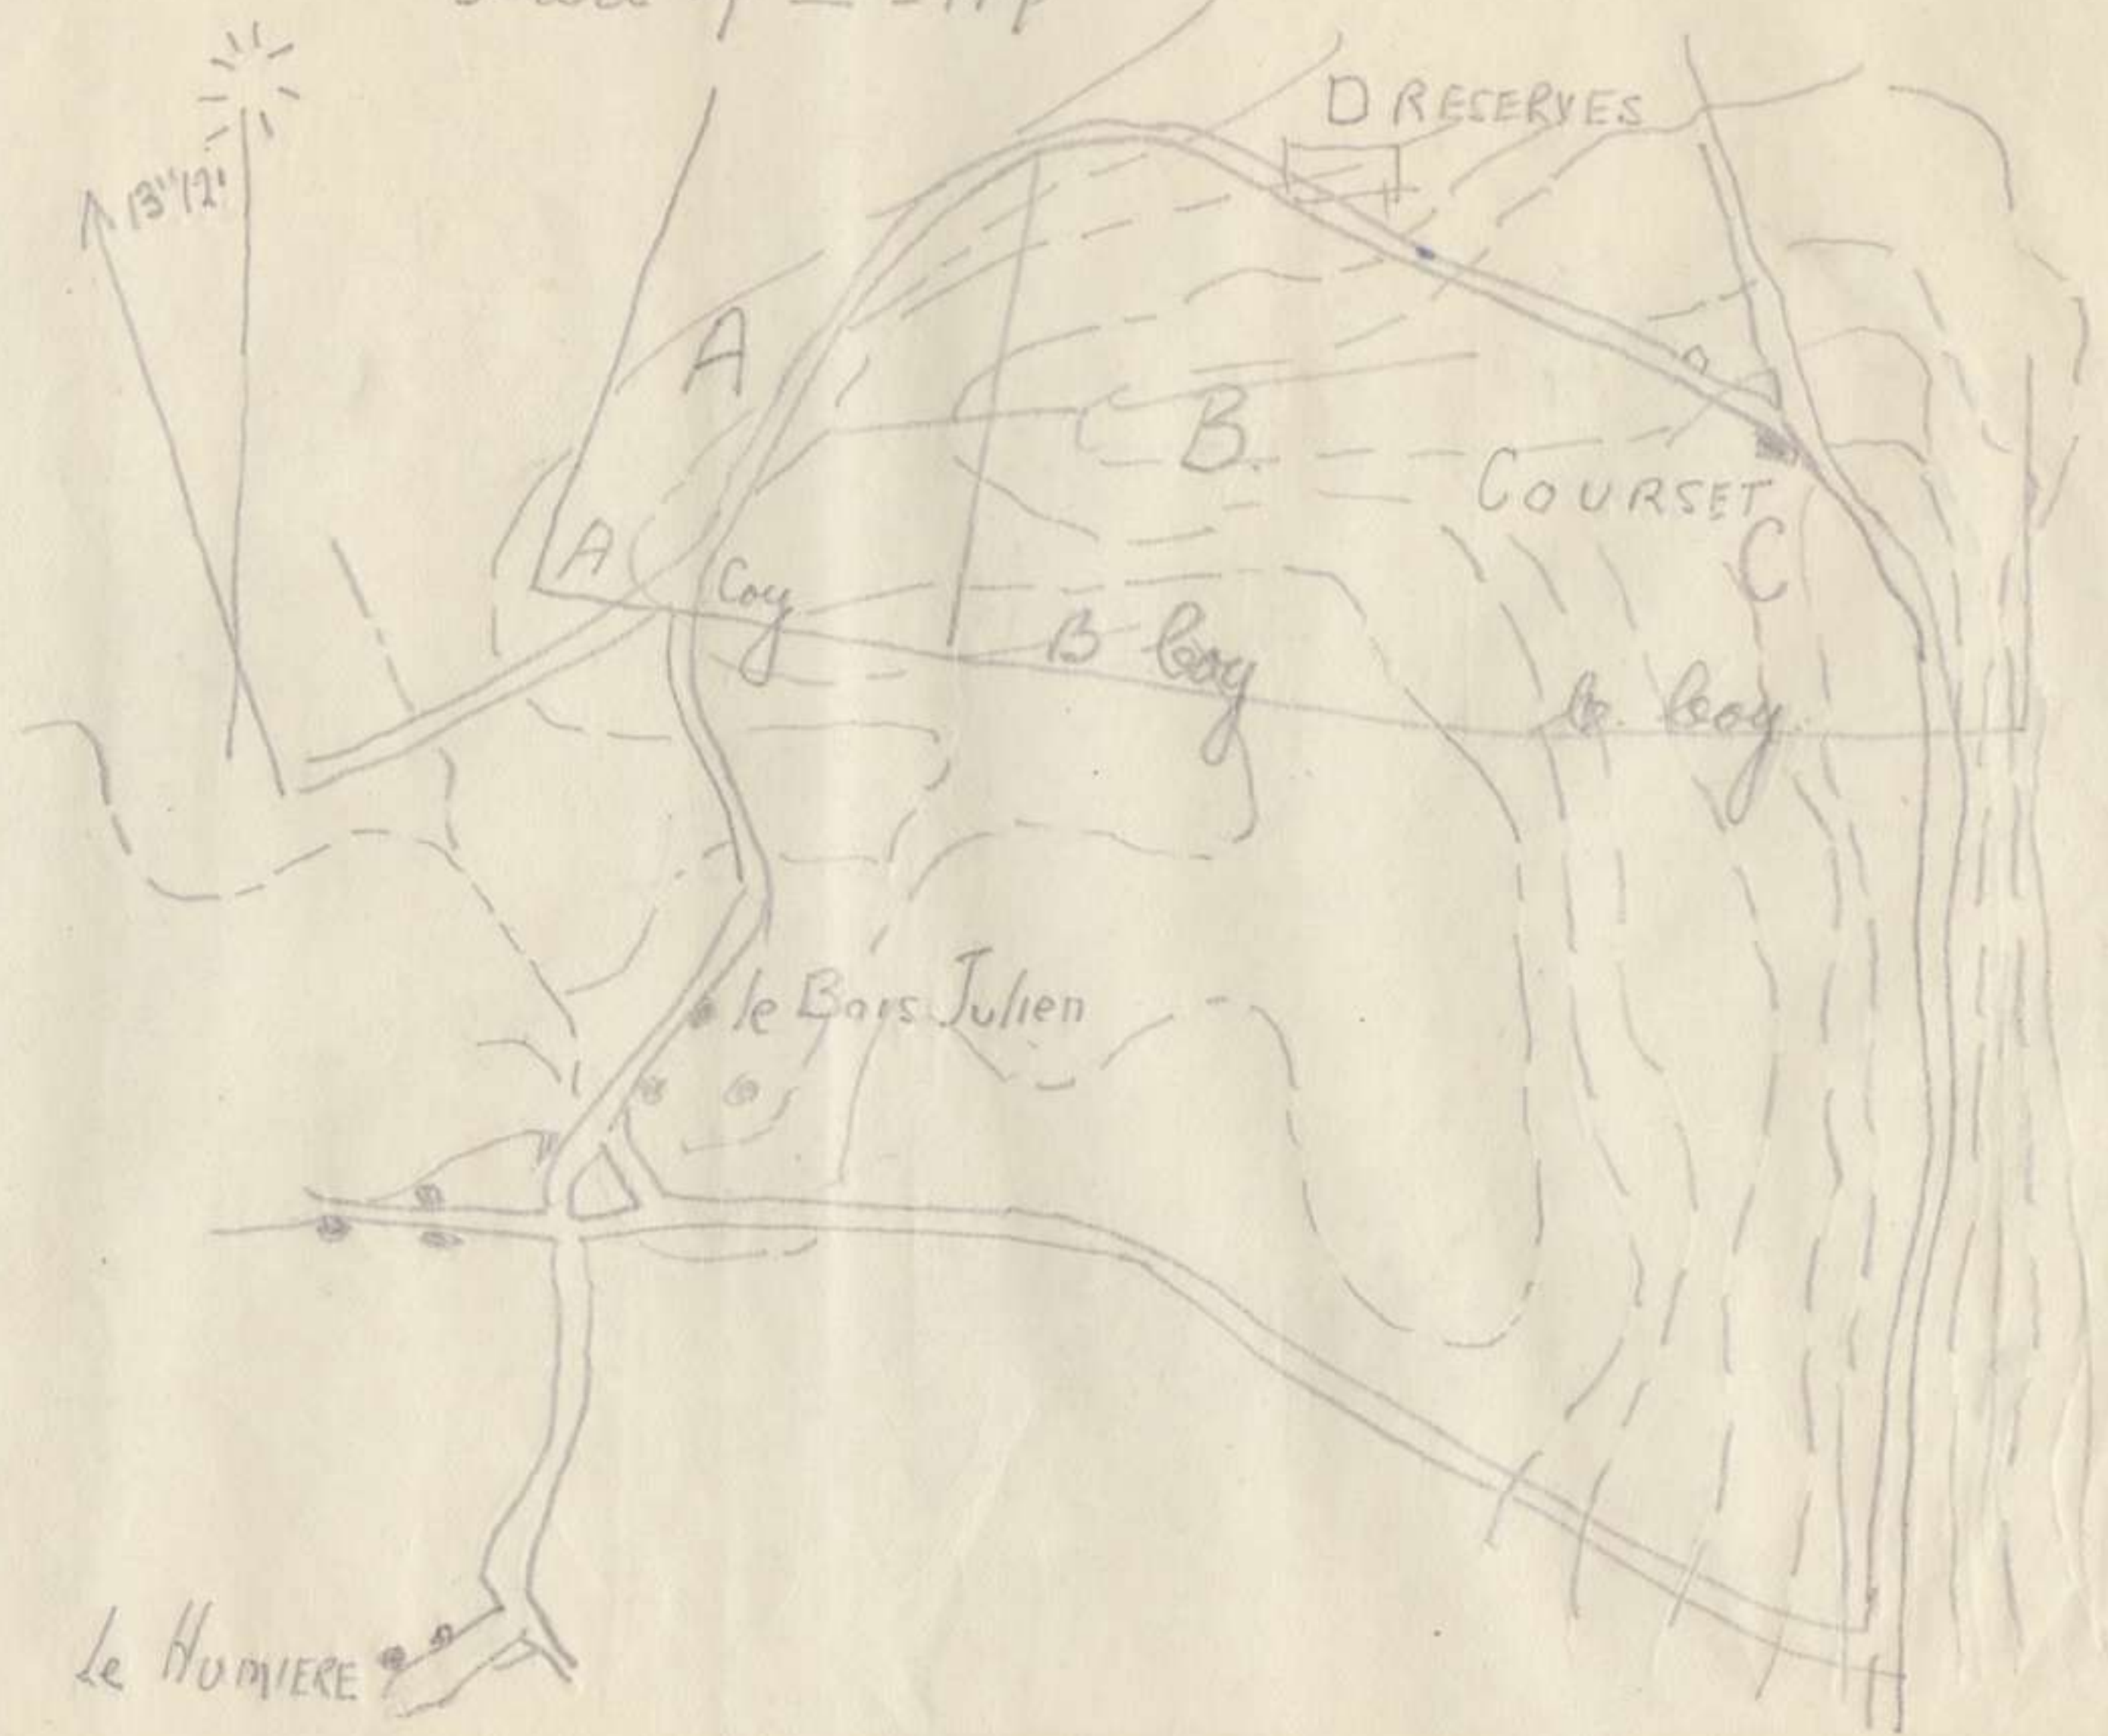 D RESERVES
13"12'
A
B
COURSET
C
A Coy
B Coy
Coy
le Bois Julien
Le HUMIERE